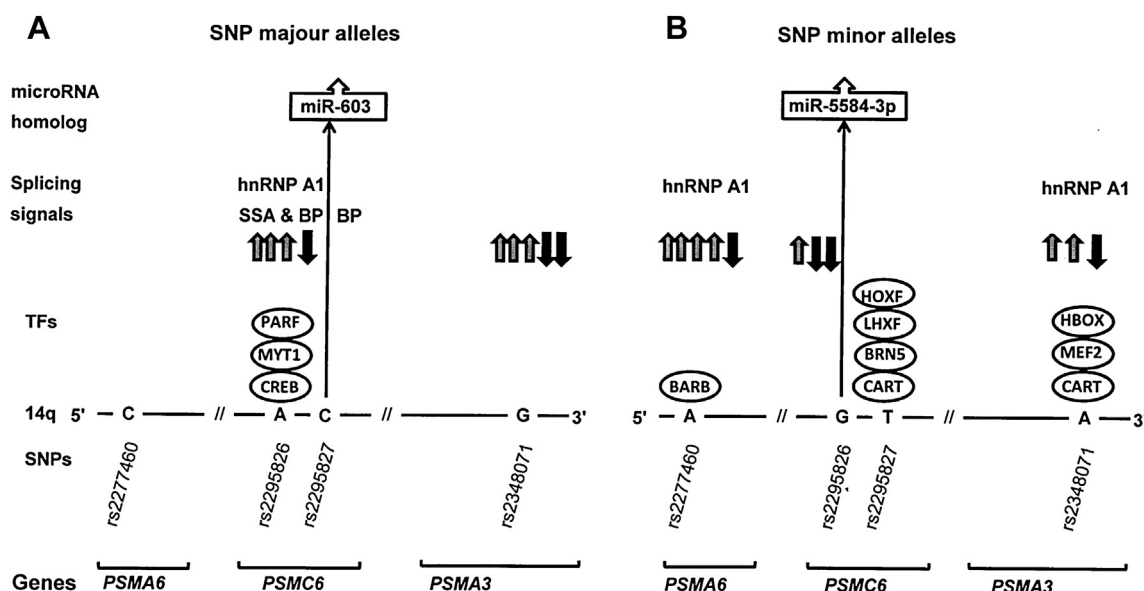 A
SNP majour alleles
microRNA
homolog
miR-603
Splicing
signals
hnRNP A1
SSA & BP BP
TFs
PARF
MYT1
CREB
14q 5' C // A C // G 3'
SNPs
rs2277460
rs2295826
rs2295827
rs2348071
Genes
PSMA6
PSMC6
PSMA3
B
SNP minor alleles
miR-5584-3p
hnRNP A1
hnRNP A1
BARB
HOXF
LHXF
BRN5
CART
HBOX
MEF2
CART
5' A // G T // A 3
rs2277460
rs2295826
rs2295827
rs2348071
PSMA6
PSMC6
PSMA3